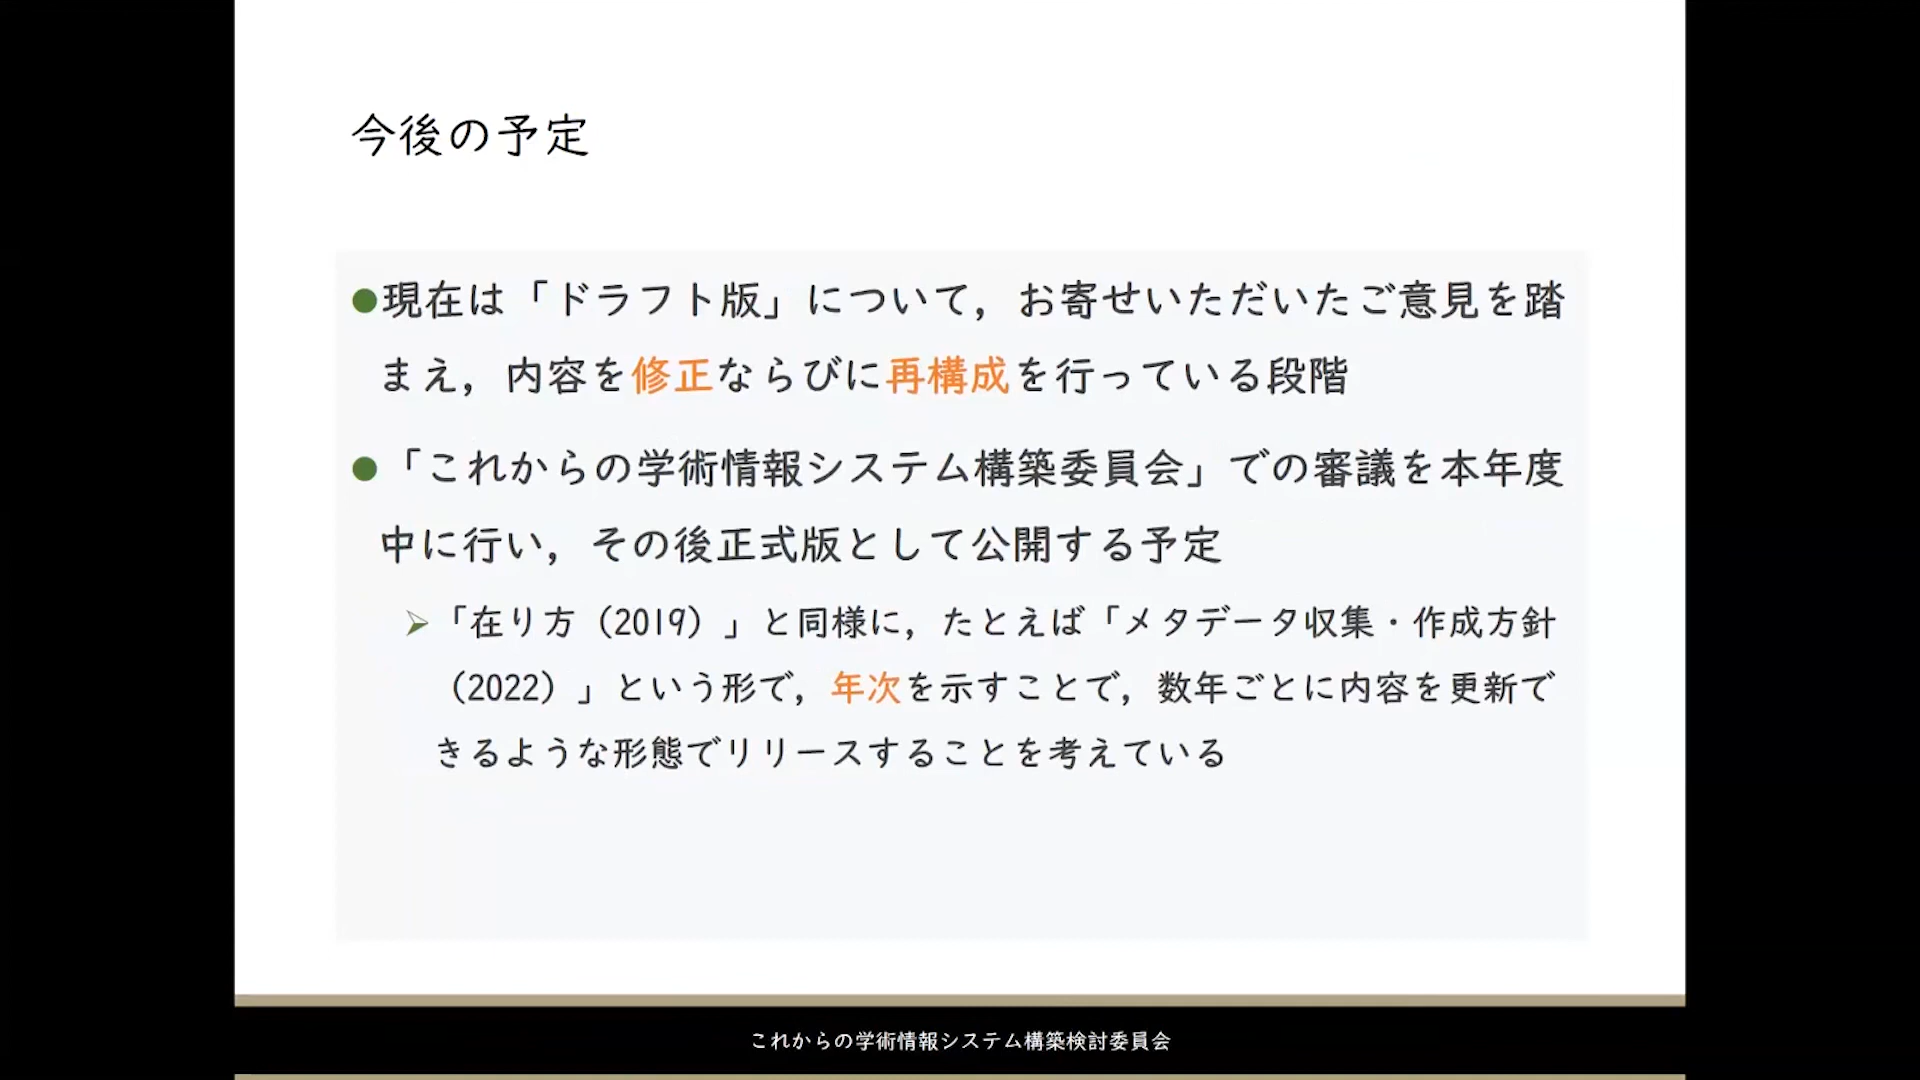 今後の予定
●現在は「ドラフト版」について，お寄せいただいたご意見を踏
まえ，内容を修正ならびに再構成を行っている段階
●「これからの学術情報システム構築委員会」での審議を本年度
中に行い，その後正式版として公開する予定
➢「在り方（2019）」と同様に，たとえば「メタデータ収集・作成方針
（2022）」という形で，年次を示すことで，数年ごとに内容を更新で
きるような形態でリリースすることを考えている
これからの学術情報システム構築検討委員会